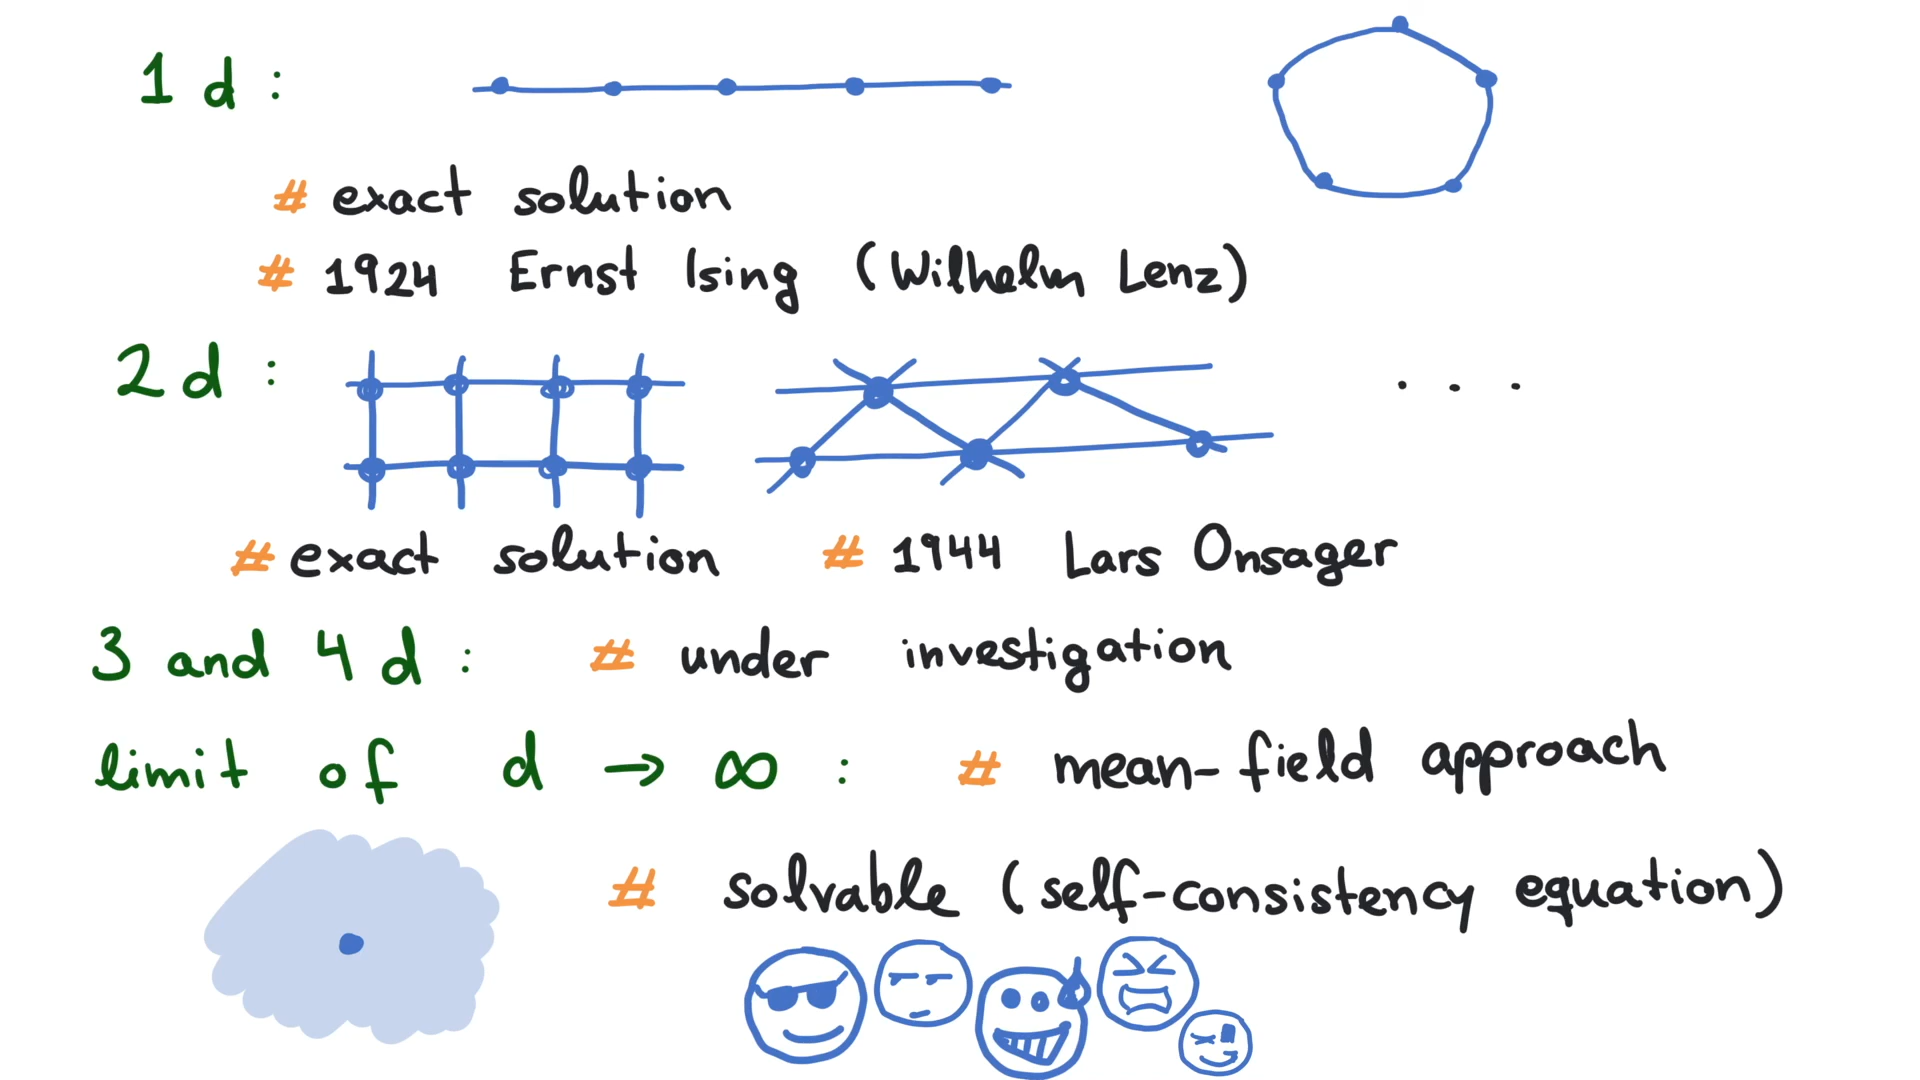 1 d :
# exact solution
# 1924 Ernst Ising (Wilhelm Lenz)
2 d : . . .
# exact solution # 1944 Lars Onsager
3 and 4 d : # under investigation
limit of d → ∞ : # mean-field approach
# solvable (self-consistency equation)